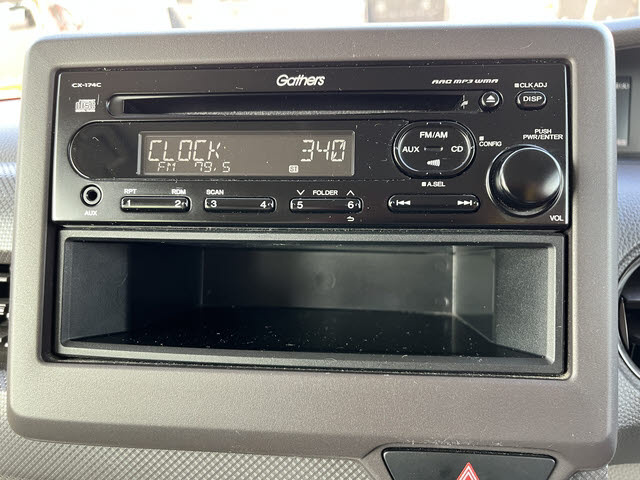 CX-174C Gathers AAC MP3 WMA
CLK ADJ
DISP
FM/AM
AUX CD
CONFIG
PUSH
PWR/ENTER
CLOCK 340
FM 79.5 ST
A.SEL
AUX
RPT RDM SCAN FOLDER
1 2 3 4 5 6
VOL